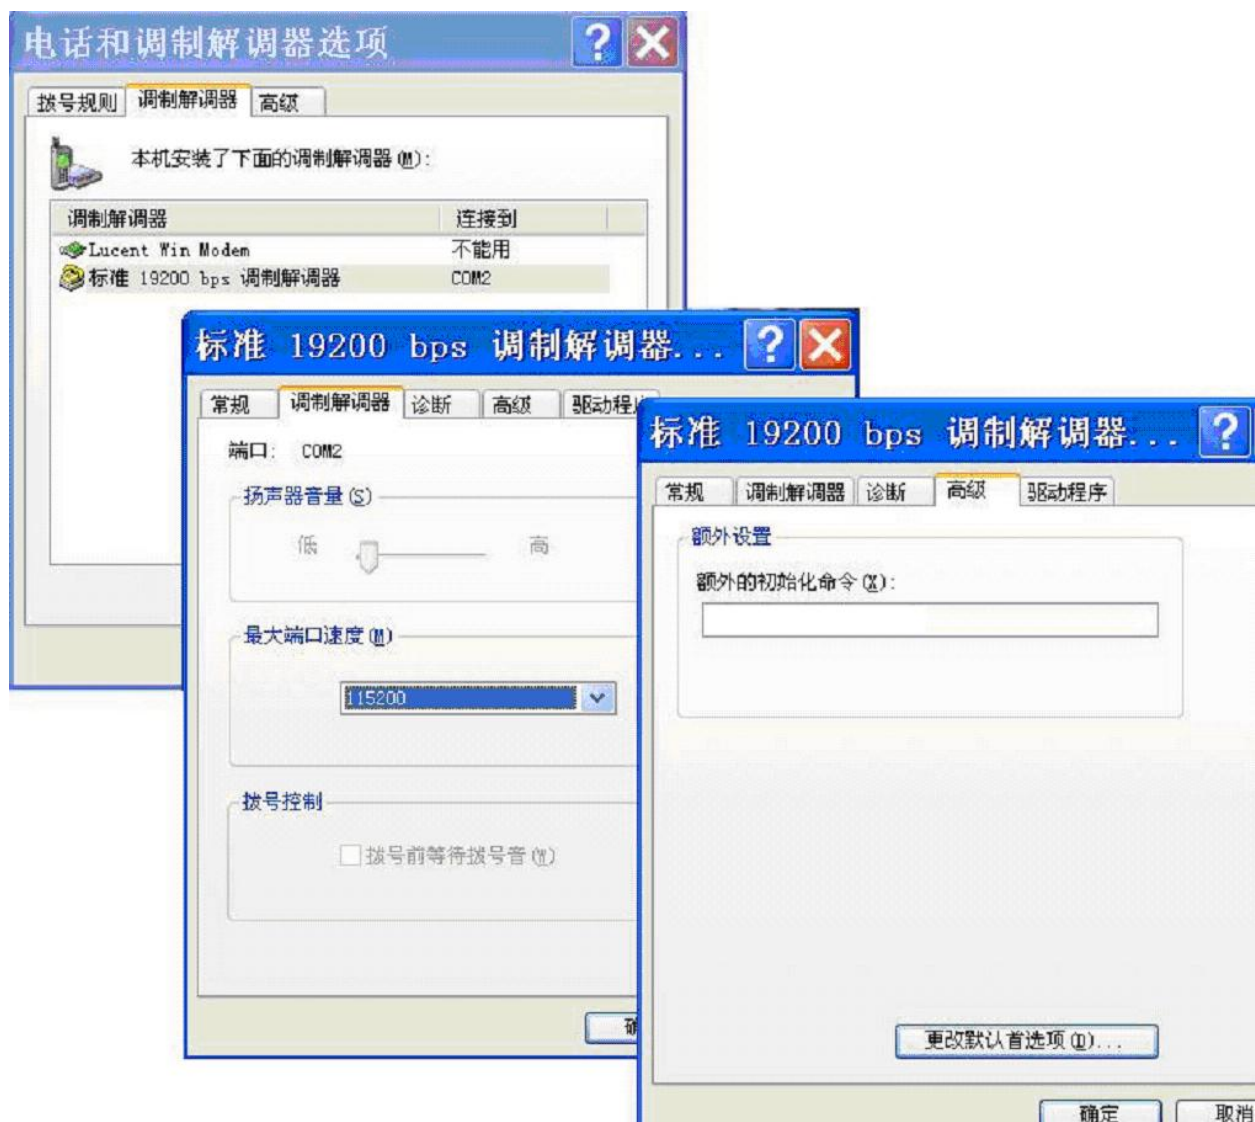 电话和调制解调器选项
拨号规则 调制解调器 高级
本机安装了下面的调制解调器(M):
调制解调器 连接到
Lucent Win Modem 不能用
标准 19200 bps 调制解调器 COM2
标准 19200 bps 调制解调器...
常规 调制解调器 诊断 高级 驱动程
端口: COM2
扬声器音量(S)
低 高
最大端口速度(M)
115200
拨号控制
拨号前等待拨号音(W)
标准 19200 bps 调制解调器...
常规 调制解调器 诊断 高级 驱动程序
额外设置
额外的初始化命令(X):
更改默认首选项(D)...
确定 取消